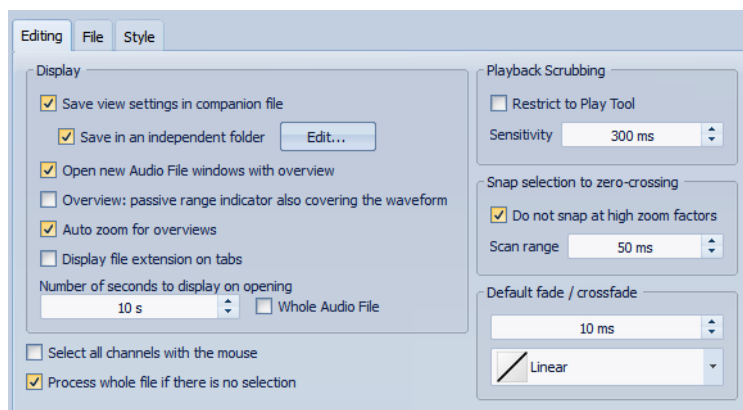 Editing File Style
Display
Save view settings in companion file
Save in an independent folder Edit...
Open new Audio File windows with overview
Overview: passive range indicator also covering the waveform
Auto zoom for overviews
Display file extension on tabs
Number of seconds to display on opening
10 s Whole Audio File
Select all channels with the mouse
Process whole file if there is no selection
Playback Scrubbing
Restrict to Play Tool
Sensitivity 300 ms
Snap selection to zero-crossing
Do not snap at high zoom factors
Scan range 50 ms
Default fade / crossfade
10 ms
Linear